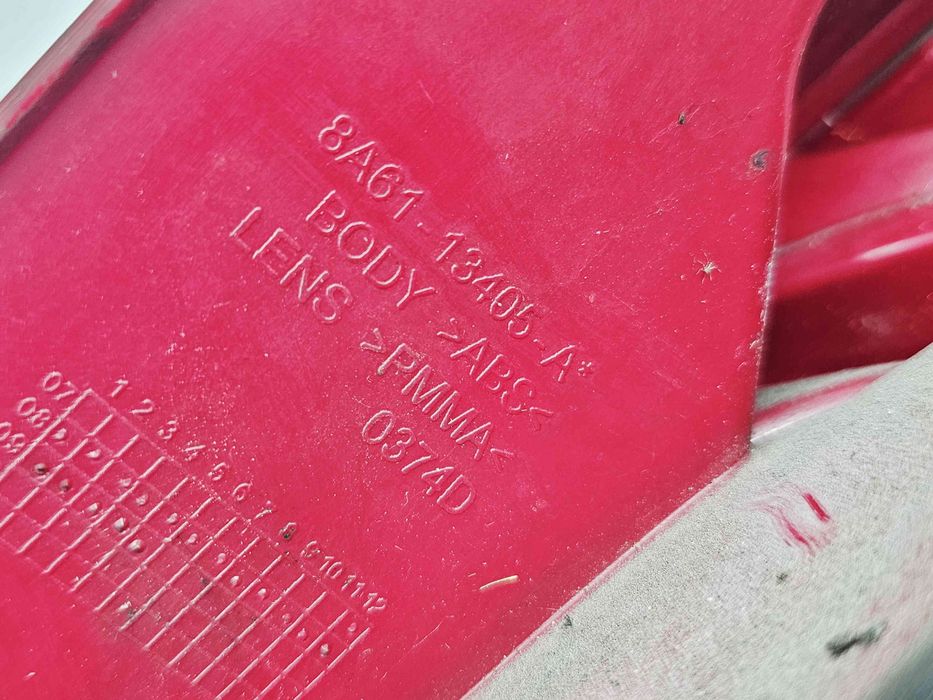 8A61-13405-A*
BODY >ABS<
LENS >PMMA<
0374D
1 2 3 4 5 6 7 8 9 10 11 12
07
08
09